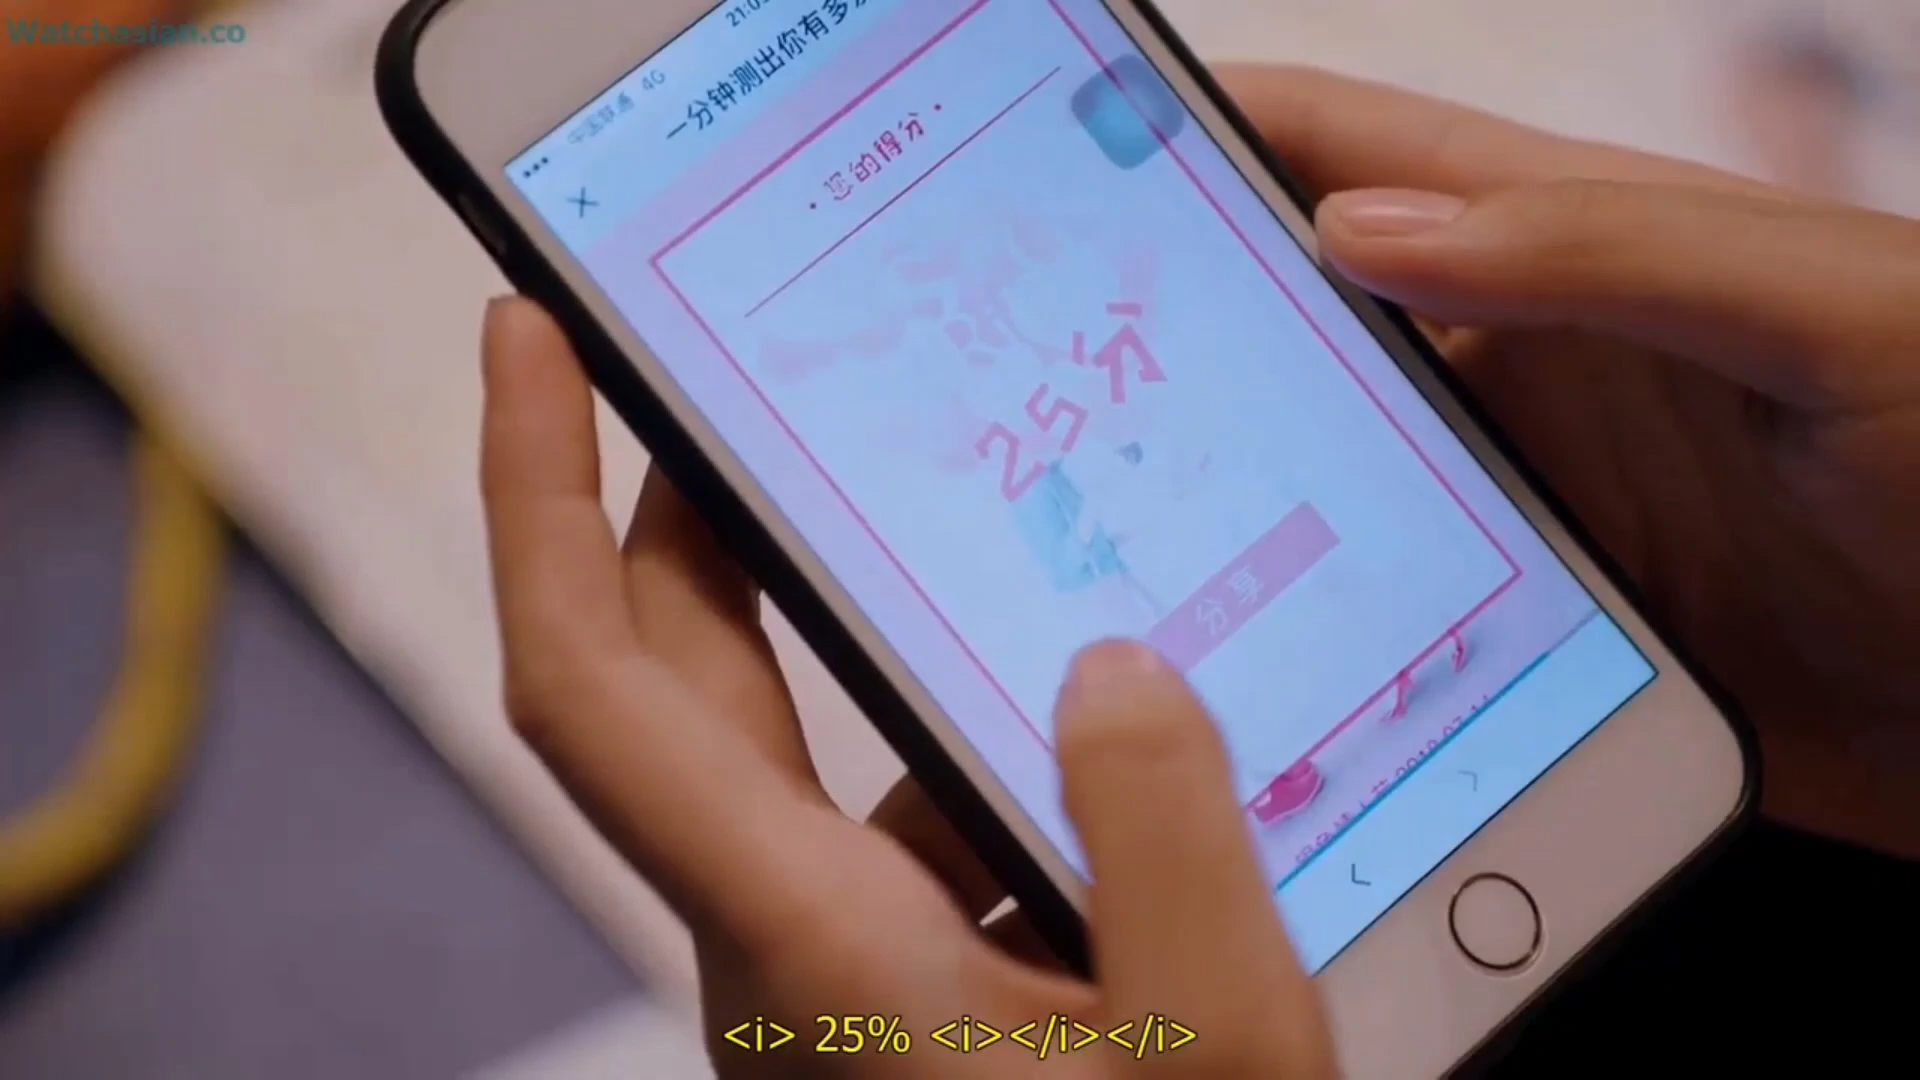 Watchasian.co
中国联通 4G
一分钟测出你有多
• 您的得分 •
25分
分享
<i> 25% <i></i></i>